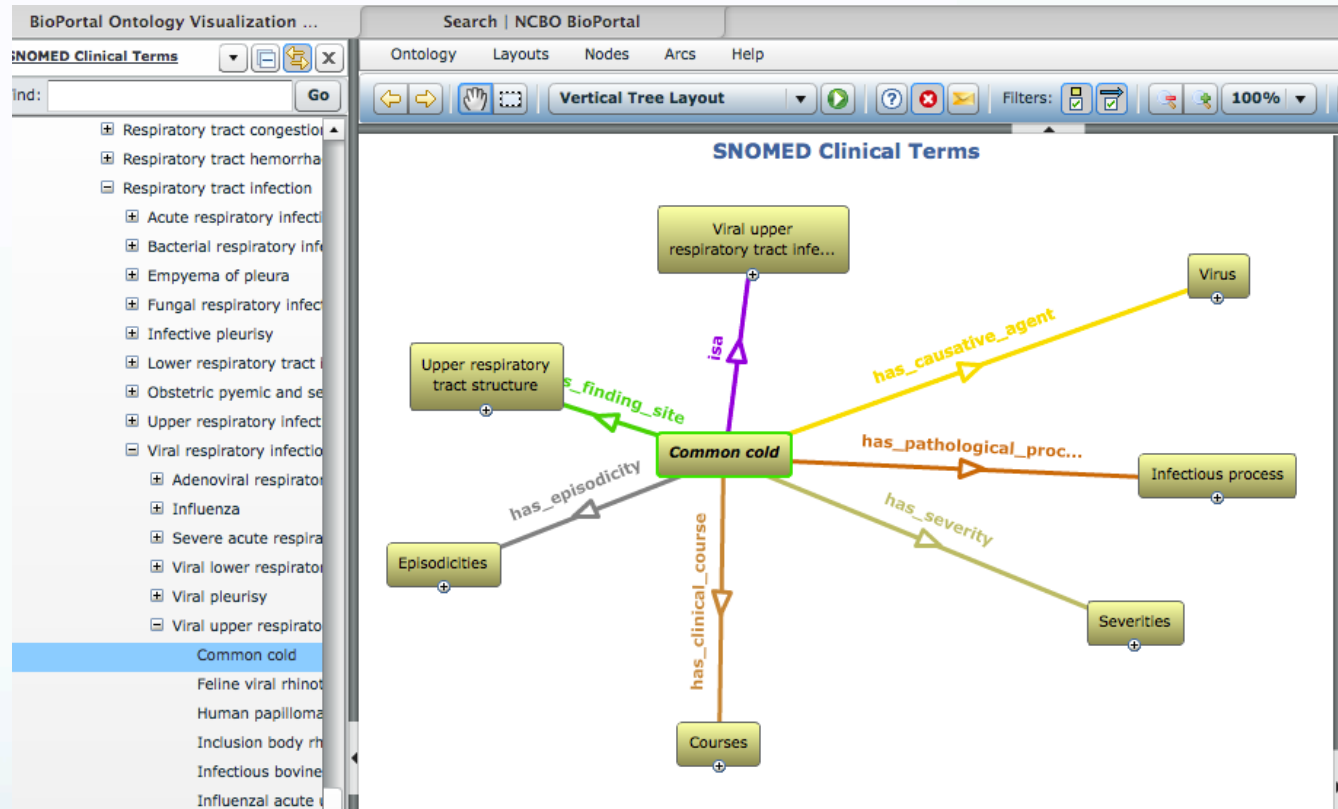 BioPortal Ontology Visualization ...
Search | NCBO BioPortal
SNOMED Clinical Terms
Ontology Layouts Nodes Arcs Help
ind:
Go
Vertical Tree Layout
Filters:
100%
Respiratory tract congestion
Respiratory tract hemorrha
Respiratory tract infection
Acute respiratory infecti
Bacterial respiratory infe
Empyema of pleura
Fungal respiratory infect
Infective pleurisy
Lower respiratory tract i
Obstetric pyemic and se
Upper respiratory infect
Viral respiratory infectio
Adenoviral respirator
Influenza
Severe acute respira
Viral lower respirator
Viral pleurisy
Viral upper respirato
Common cold
Feline viral rhinot
Human papilloma
Inclusion body rh
Infectious bovine
Influenzal acute u
SNOMED Clinical Terms
Viral upper
respiratory tract infe...
Virus
isa
has_causative_agent
Upper respiratory
tract structure
s_finding_site
Common cold
has_pathological_proc...
Infectious process
has_episodicity
has_severity
Episodicities
has_clinical_course
Severities
Courses